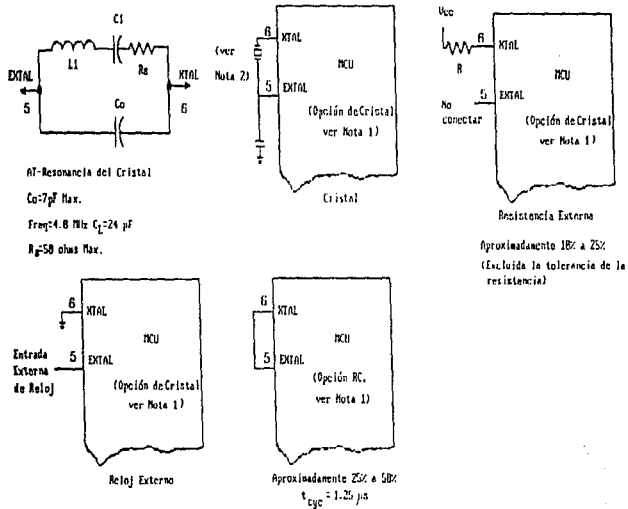 C1
L1
Rs
EXTAL
XTAL
5
6
Co
AT-Resonancia del Cristal
Co=7pF Max.
Freq=4.0 MHz CL=24 pF
Rs=50 ohms Max.
(ver
Nota 2)
6
XTAL
MCU
5
EXTAL
(Opción de Cristal
ver Nota 1)
Cristal
Vcc
R
6
XTAL
MCU
No
conectar
5
EXTAL
(Opción de Cristal
ver Nota 1)
Resistencia Externa
Aproximadamente 10% a 25%
(Excluida la tolerancia de la
resistencia)
6
XTAL
MCU
Entrada
Externa
de Reloj
5
EXTAL
(Opción de Cristal
ver Nota 1)
Reloj Externo
6
XTAL
MCU
5
EXTAL
(Opción RC,
ver Nota 1)
Aproximadamente 25% a 50%
tcyc = 1.25 µs